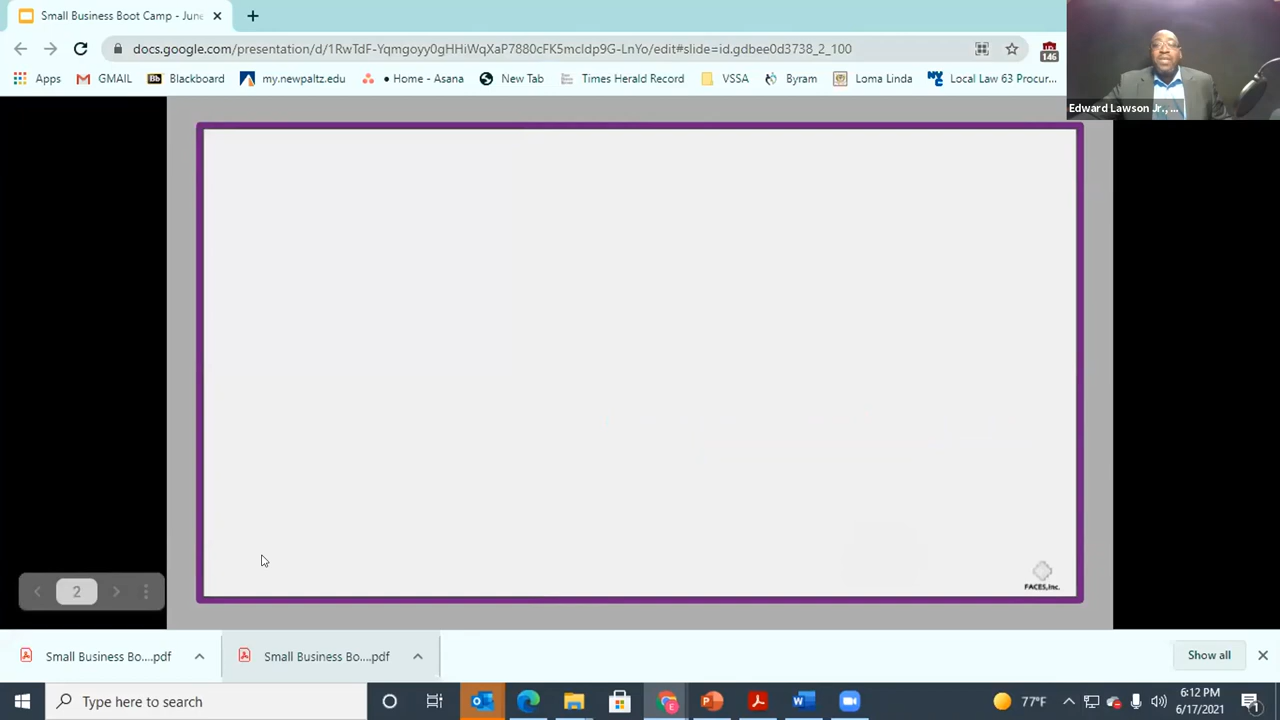 Small Business Boot Camp - June
docs.google.com/presentation/d/1RwTdF-Yqmgoyy0gHHIVqXaP7880cFK5mcIdp9G-LnYo/edit#slide=id.gdbee0d3738_2_100
146
Apps
GMAIL
Bb Blackboard
my.newpaltz.edu
• Home - Asana
New Tab
Times Herald Record
VSSA
Byram
Loma Linda
Local Law 63 Procur...
Edward Lawson Jr., ...
FACES,Inc.
2
Small Business Bo....pdf
Small Business Bo....pdf
Show all
Type here to search
77°F
6:12 PM
6/17/2021
1